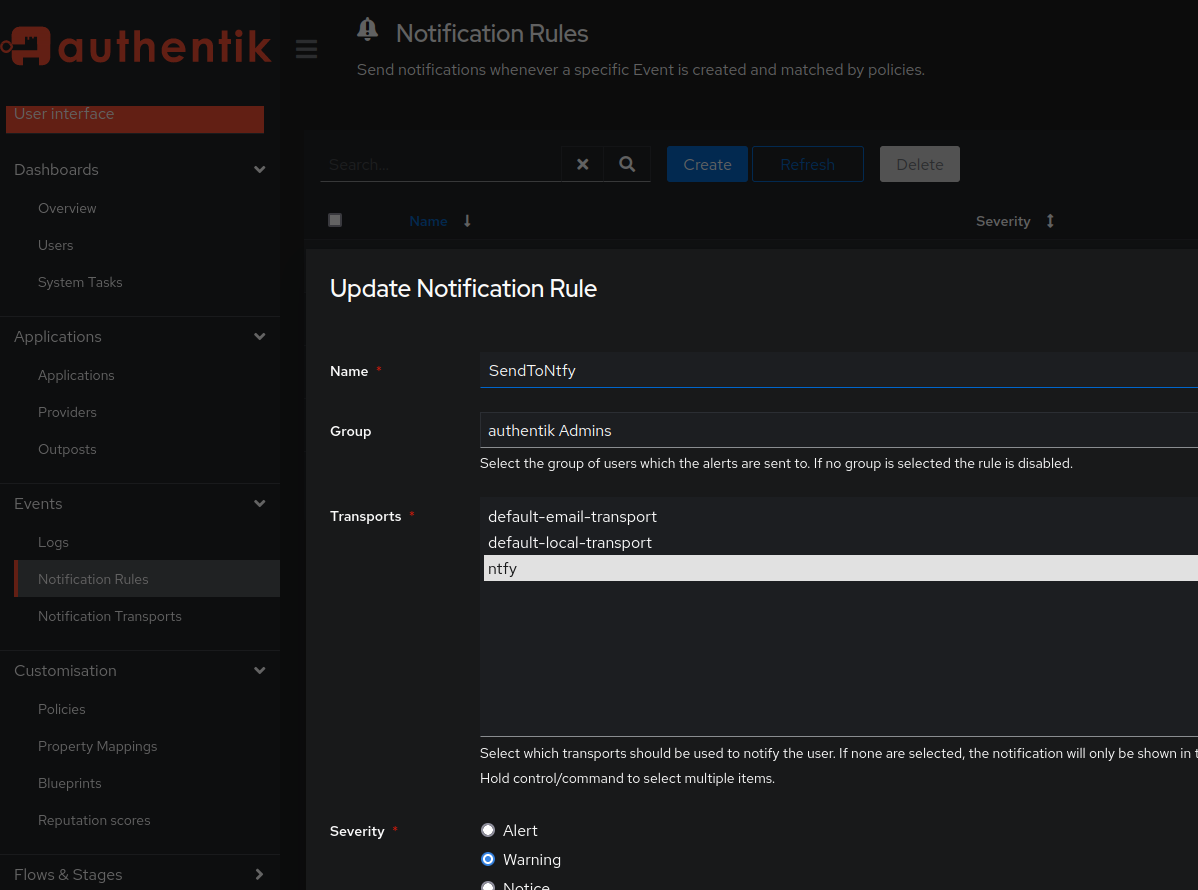 authentik
Notification Rules
Send notifications whenever a specific Event is created and matched by policies.
User interface
Dashboards
Overview
Users
System Tasks
Applications
Applications
Providers
Outposts
Events
Logs
Notification Rules
Notification Transports
Customisation
Policies
Property Mappings
Blueprints
Reputation scores
Flows & Stages
Search...
Create
Refresh
Delete
Name
Severity
Update Notification Rule
Name *
SendToNtfy
Group
authentik Admins
Select the group of users which the alerts are sent to. If no group is selected the rule is disabled.
Transports *
default-email-transport
default-local-transport
ntfy
Select which transports should be used to notify the user. If none are selected, the notification will only be shown in
Hold control/command to select multiple items.
Severity *
Alert
Warning
Notice